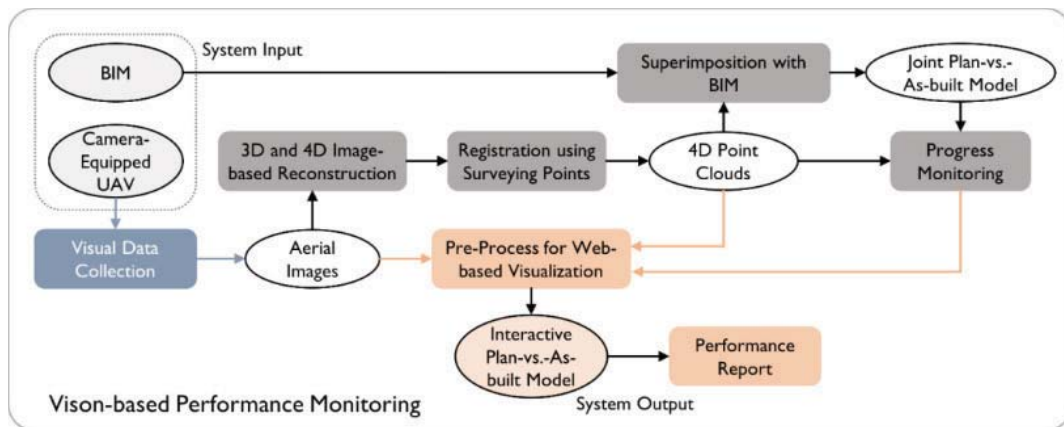 System Input
BIM
Superimposition with
BIM
Joint Plan-vs.-
As-built Model
Camera-
Equipped
UAV
3D and 4D Image-
based Reconstruction
Registration using
Surveying Points
4D Point
Clouds
Progress
Monitoring
Visual Data
Collection
Aerial
Images
Pre-Process for Web-
based Visualization
Interactive
Plan-vs.-As-
built Model
Performance
Report
System Output
Vison-based Performance Monitoring